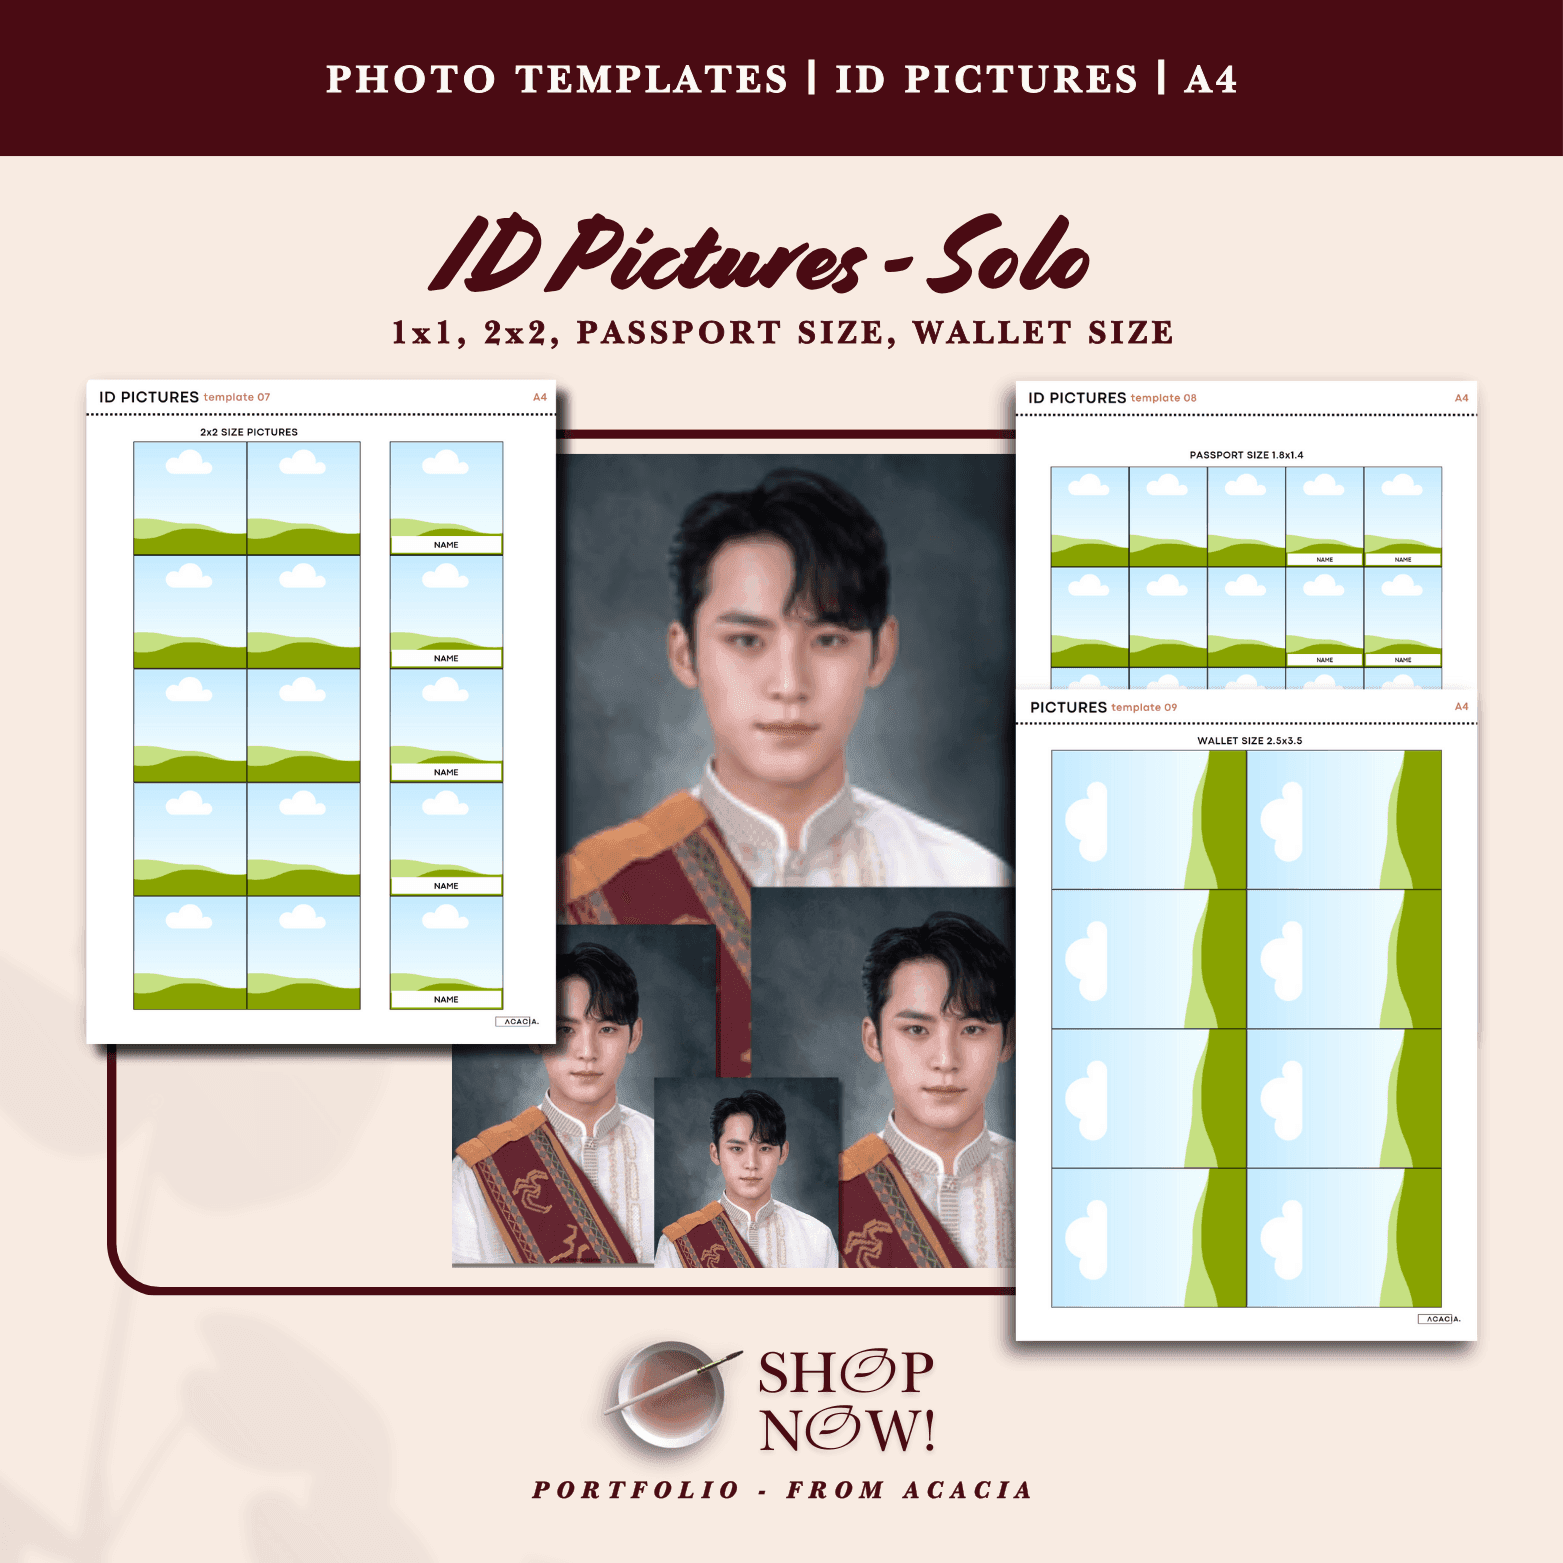 PHOTO TEMPLATES | ID PICTURES | A4
ID Pictures - Solo
1x1, 2x2, PASSPORT SIZE, WALLET SIZE
ID PICTURES template 07 A4
2x2 SIZE PICTURES
NAME
NAME
NAME
NAME
NAME
ACACIA.
ID PICTURES template 08 A4
PASSPORT SIZE 1.8x1.4
NAME NAME
NAME NAME
PICTURES template 09 A4
WALLET SIZE 2.5x3.5
ACACIA.
SHOP
NOW!
PORTFOLIO - FROM ACACIA